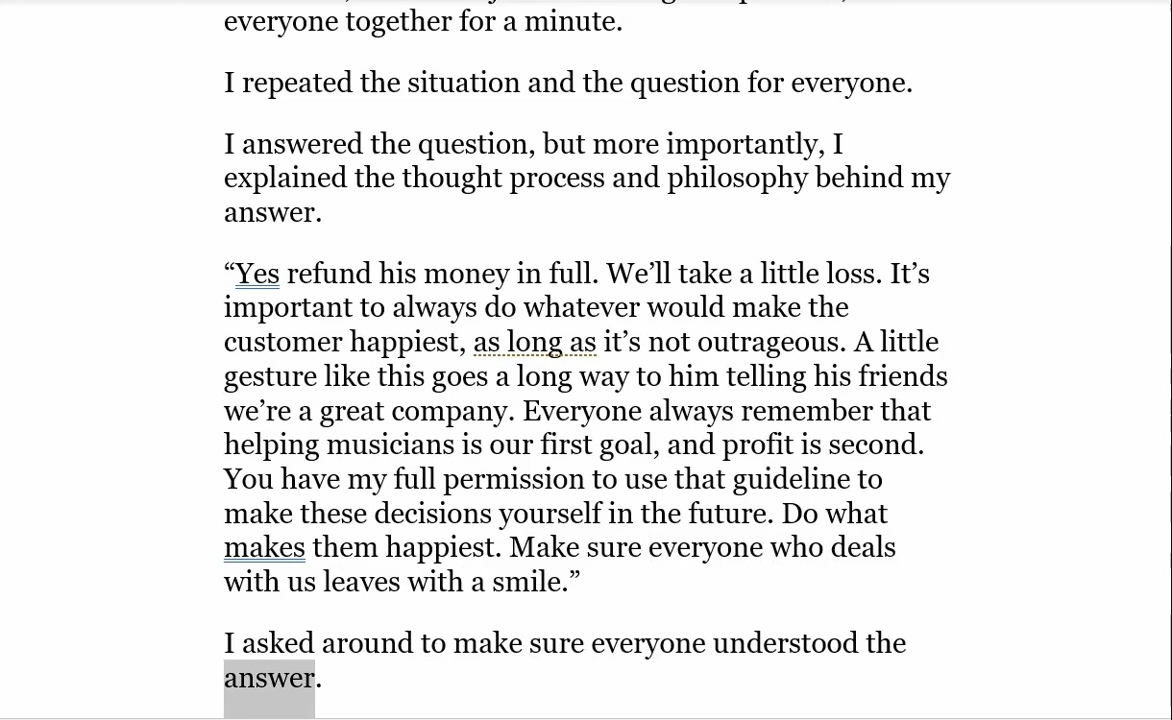 everyone together for a minute.
I repeated the situation and the question for everyone.
I answered the question, but more importantly, I
explained the thought process and philosophy behind my
answer.
“Yes refund his money in full. We’ll take a little loss. It’s
important to always do whatever would make the
customer happiest, as long as it’s not outrageous. A little
gesture like this goes a long way to him telling his friends
we’re a great company. Everyone always remember that
helping musicians is our first goal, and profit is second.
You have my full permission to use that guideline to
make these decisions yourself in the future. Do what
makes them happiest. Make sure everyone who deals
with us leaves with a smile.”
I asked around to make sure everyone understood the
answer.